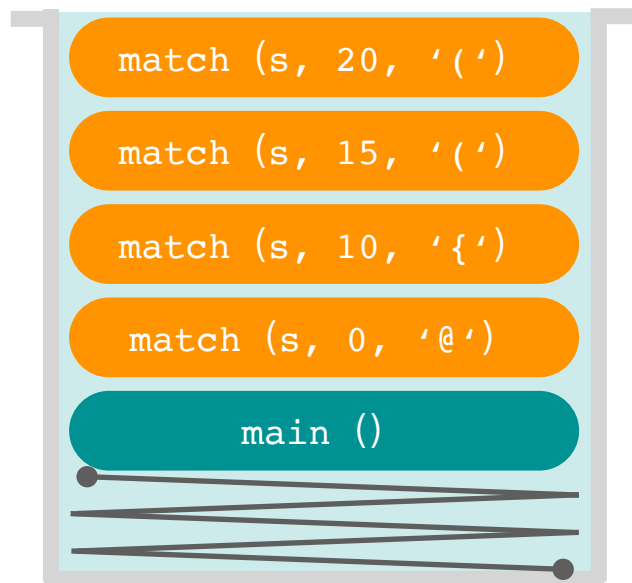 match (s, 20, ‘(‘)
match (s, 15, ‘(‘)
match (s, 10, ‘{‘)
match (s, 0, ‘@‘)
main ()